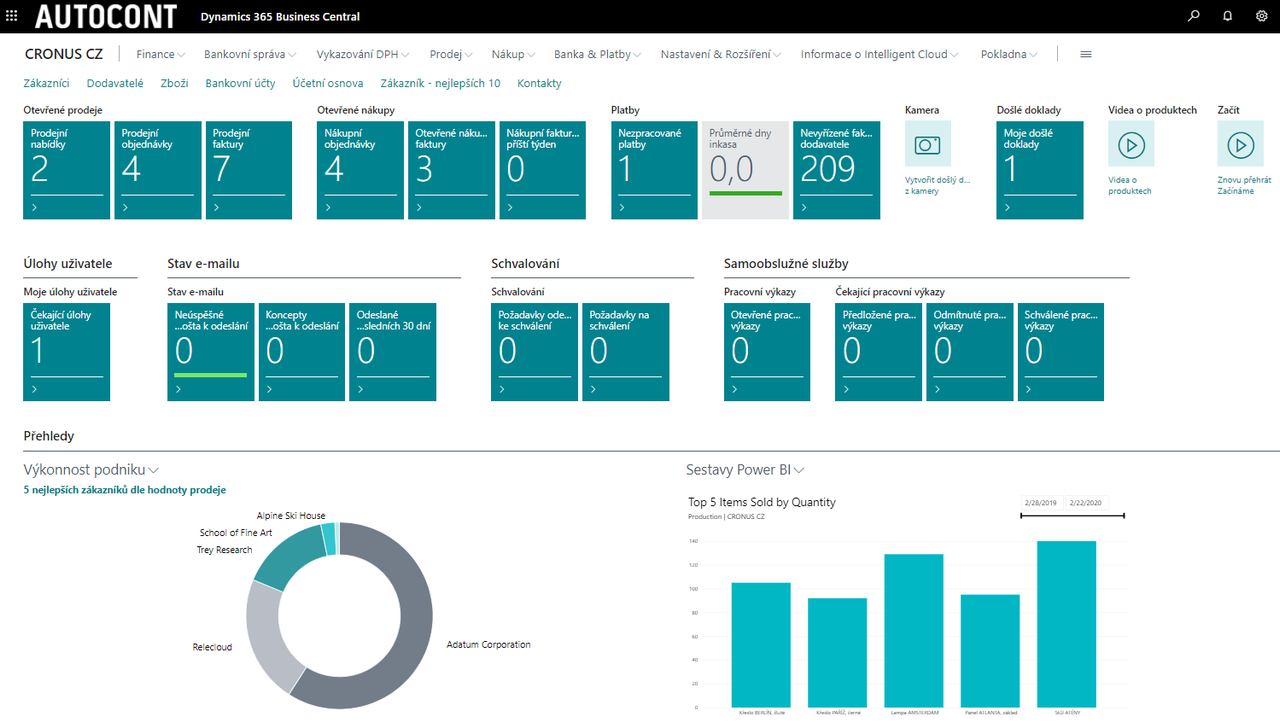 AUTOCONT Dynamics 365 Business Central
CRONUS CZ Finance Bankovní správa Vykazování DPH Prodej Nákup Banka & Platby Nastavení & Rozšíření Informace o Intelligent Cloud Pokladna
Zákazníci Dodavatelé Zboží Bankovní účty Účetní osnova Zákazník - nejlepších 10 Kontakty
Otevřené prodeje
Prodejní
nabídky
2
Prodejní
objednávky
4
Prodejní
faktury
7
Otevřené nákupy
Nákupní
objednávky
4
Otevřené náku...
faktury
3
Nákupní faktur...
příští týden
0
Platby
Nezpracované
platby
1
Průměrné dny
inkasa
0,0
Nevyřízené fak...
dodavatele
209
Kamera
Vytvořit došlý d...
z kamery
Došlé doklady
Moje došlé
doklady
1
Videa o produktech
Videa o
produktech
Začít
Znovu přehrát
Začínáme
Úlohy uživatele
Moje úlohy uživatele
Čekající úlohy
uživatele
1
Stav e-mailu
Stav e-mailu
Neúspěšné
...ošta k odeslání
0
Koncepty
...ošta k odeslání
0
Odeslané
...sledních 30 dní
0
Schvalování
Schvalování
Požadavky ode...
ke schválení
0
Požadavky na
schválení
0
Samoobslužné služby
Pracovní výkazy
Otevřené prac...
výkazy
0
Čekající pracovní výkazy
Předložené pra...
výkazy
0
Odmítnuté pra...
výkazy
0
Schválené prac...
výkazy
0
Přehledy
Výkonnost podniku
5 nejlepších zákazníků dle hodnoty prodeje
Alpine Ski House
School of Fine Art
Trey Research
Relecloud
Adatum Corporation
Sestavy Power BI
Top 5 Items Sold by Quantity
Production | CRONUS CZ
2/28/2019 2/22/2020
140
120
100
80
60
40
20
0
Křeslo BERLÍN, žluté Křeslo PAŘÍŽ, černé Lampa AMSTERDAM Panel ATLANTA, základ Stůl ATÉNY